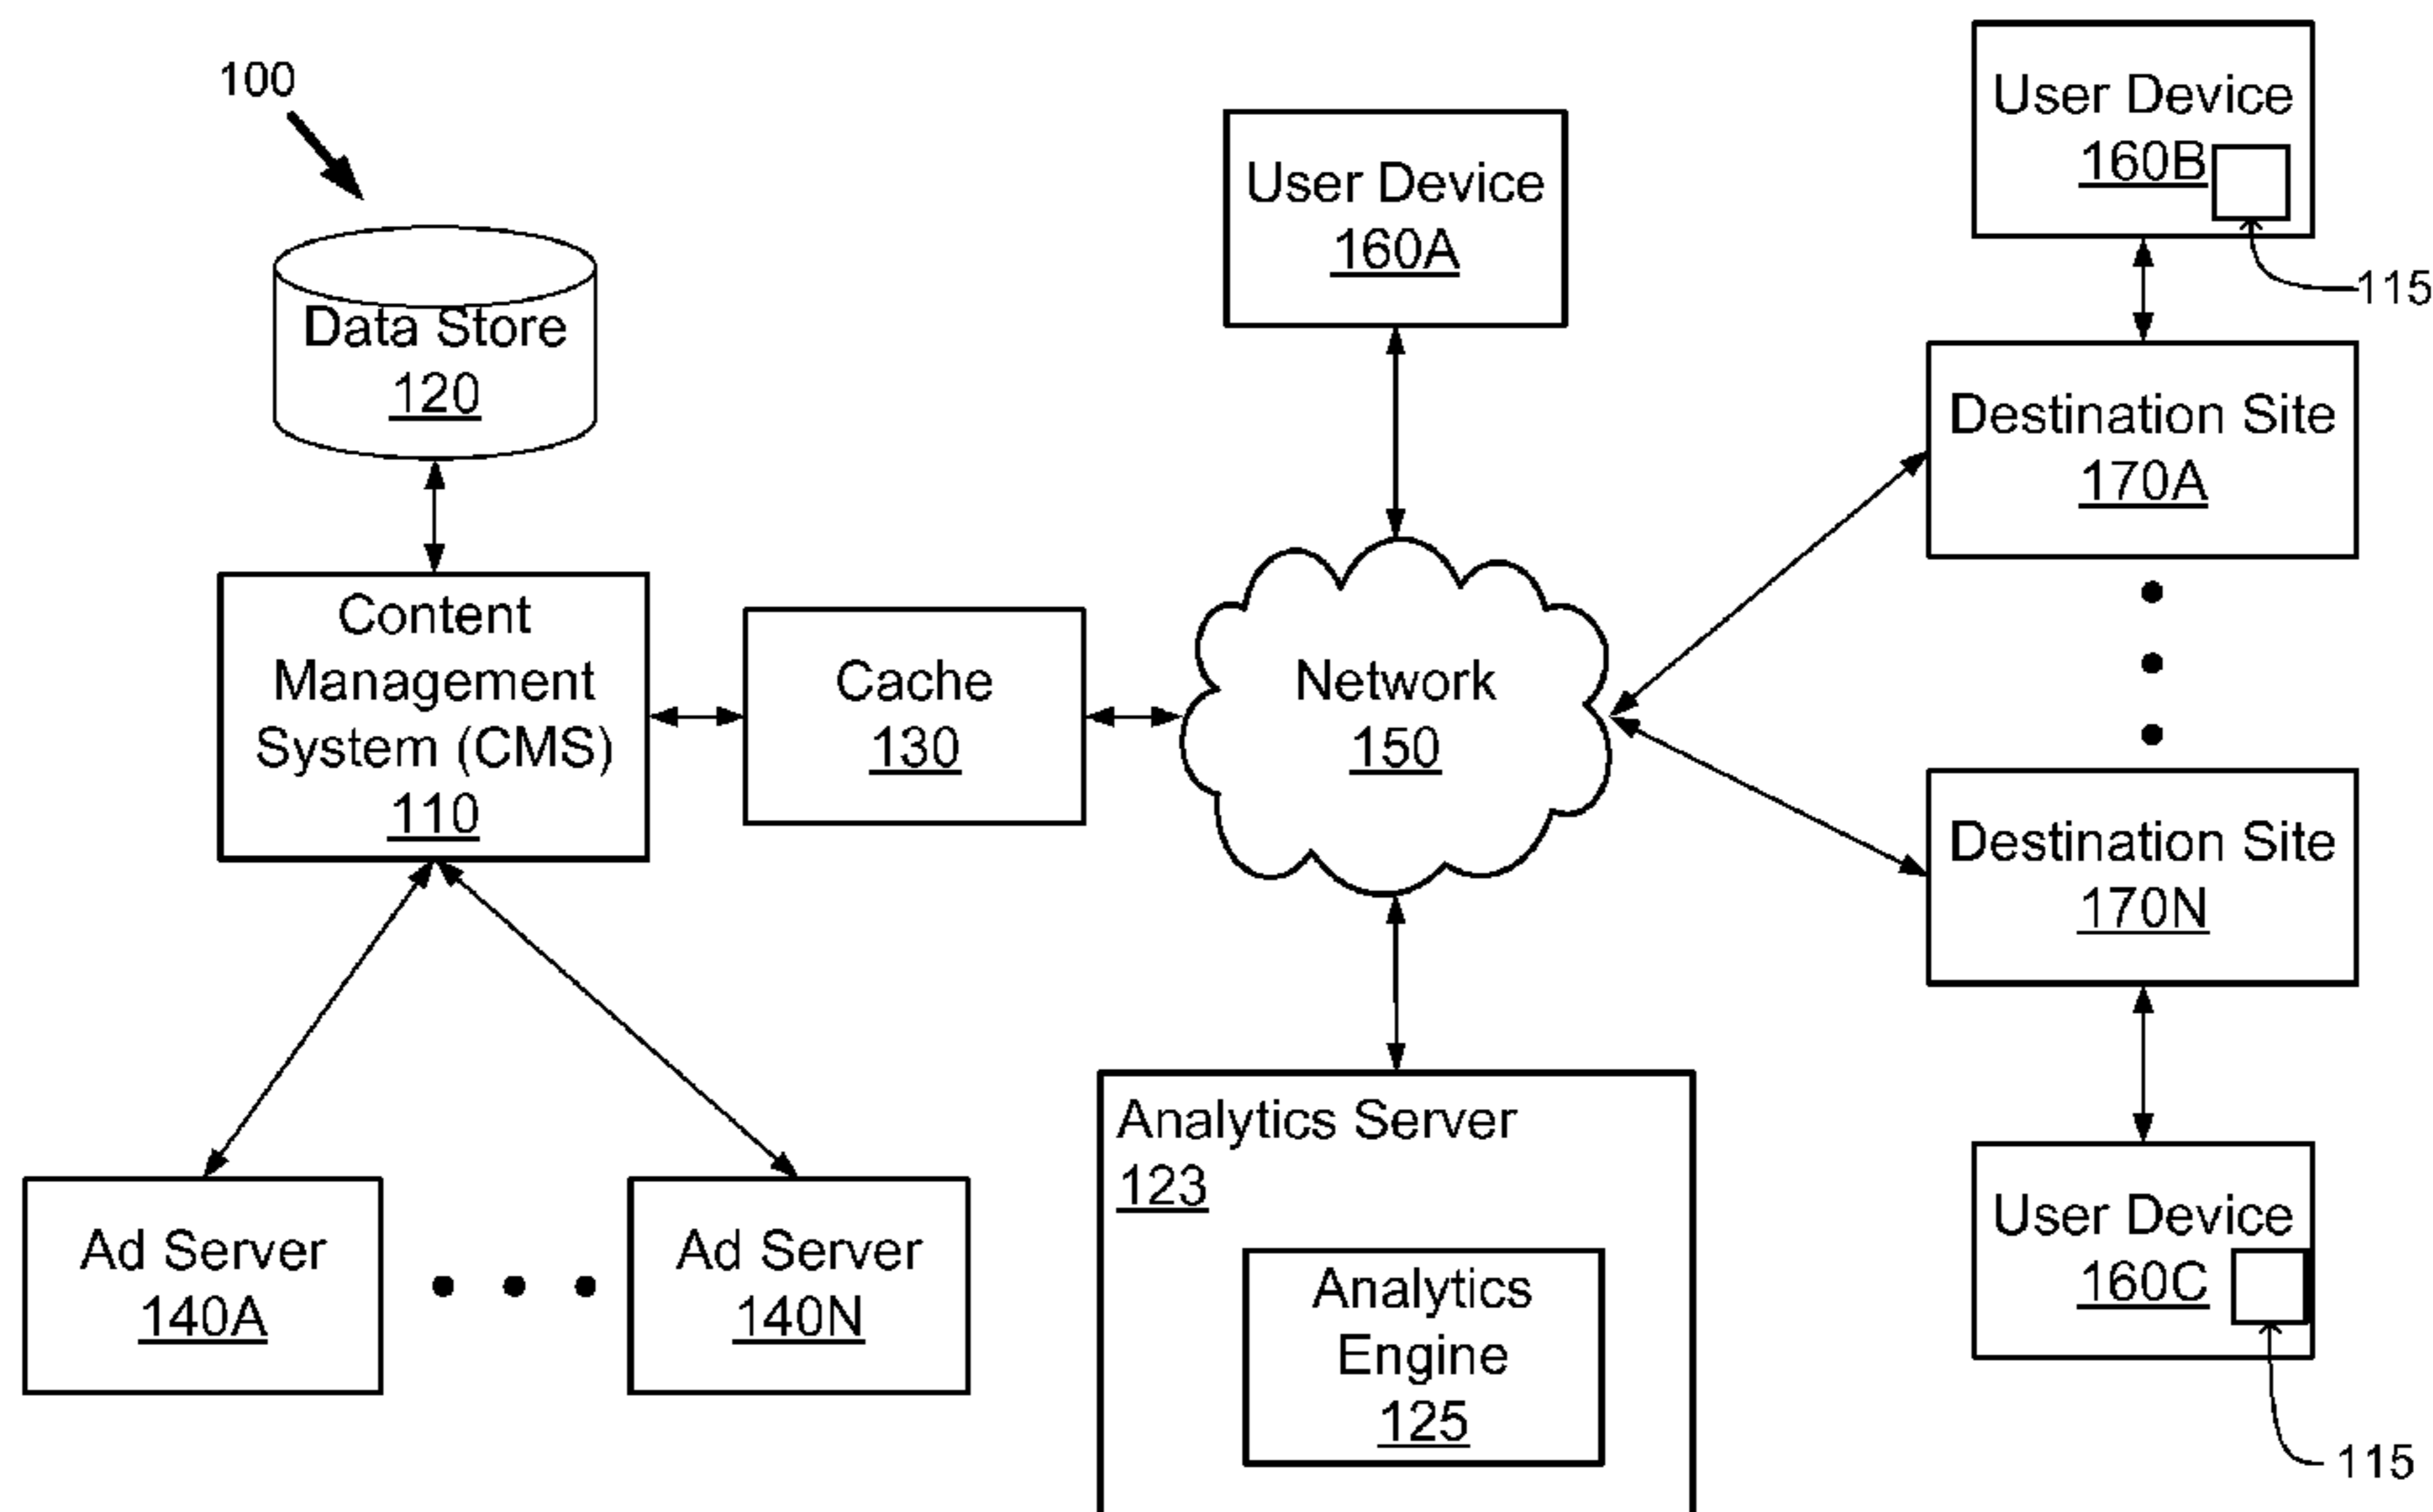 100
Data Store
120
Content
Management
System (CMS)
110
Cache
130
Ad Server
140A
Ad Server
140N
User Device
160A
Network
150
Analytics Server
123
Analytics
Engine
125
User Device
160B
115
Destination Site
170A
Destination Site
170N
User Device
160C
115